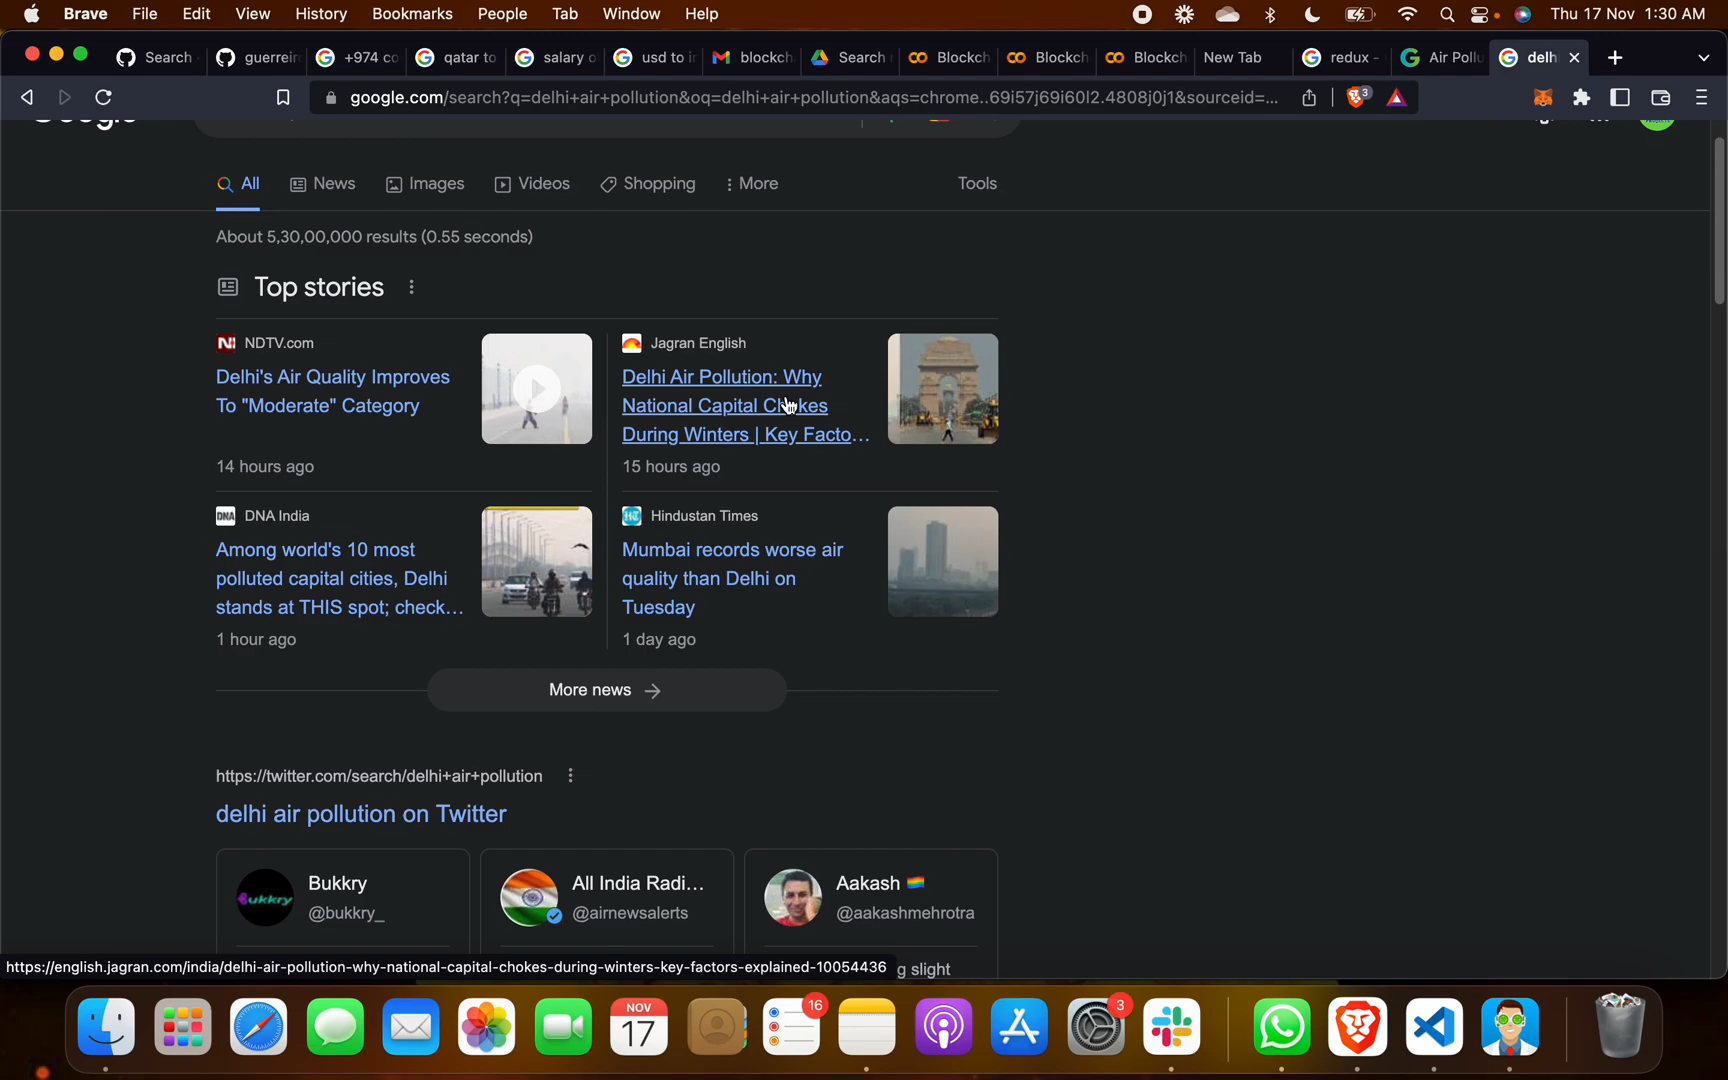 Brave File Edit View History Bookmarks People Tab Window Help Thu 17 Nov 1:30 AM
Search guerreir +974 co qatar to salary o usd to in blockch Search Blockch Blockch Blockch New Tab redux - Air Pollu delh
google.com/search?q=delhi+air+pollution&oq=delhi+air+pollution&aqs=chrome..69i57j69i60l2.4808j0j1&sourceid=... 3
Google
All News Images Videos Shopping More Tools
About 5,30,00,000 results (0.55 seconds)
Top stories
NDTV.com
Delhi's Air Quality Improves
To "Moderate" Category
14 hours ago
Jagran English
Delhi Air Pollution: Why
National Capital Chokes
During Winters | Key Facto...
15 hours ago
DNA DNA India
Among world's 10 most
polluted capital cities, Delhi
stands at THIS spot; check...
1 hour ago
HT Hindustan Times
Mumbai records worse air
quality than Delhi on
Tuesday
1 day ago
More news
https://twitter.com/search/delhi+air+pollution
delhi air pollution on Twitter
Bukkry
@bukkry_
All India Radi...
@airnewsalerts
Aakash
@aakashmehrotra
g slight
https://english.jagran.com/india/delhi-air-pollution-why-national-capital-chokes-during-winters-key-factors-explained-10054436
NOV
17
16
3